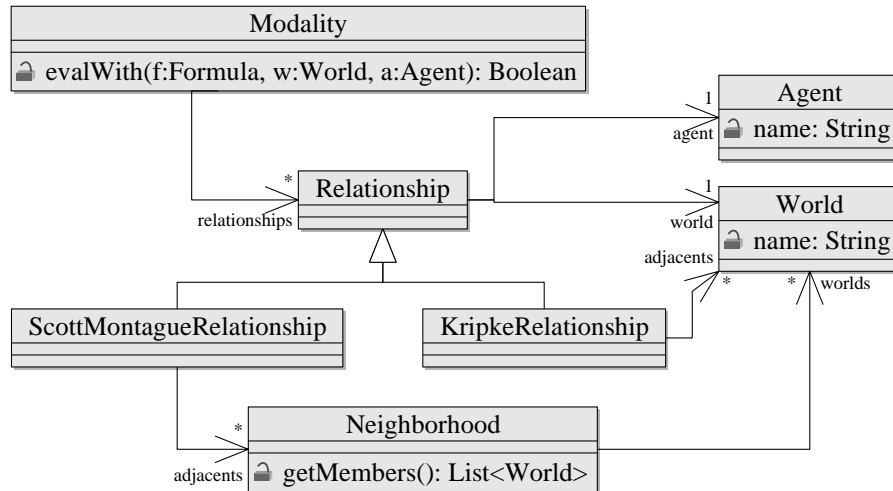 Modality
evalWith(f:Formula, w:World, a:Agent): Boolean
Agent
name: String
1
agent
*
relationships
Relationship
1
world
World
name: String
adjacents
*
*
worlds
ScottMontagueRelationship
KripkeRelationship
*
adjacents
Neighborhood
getMembers(): List<World>